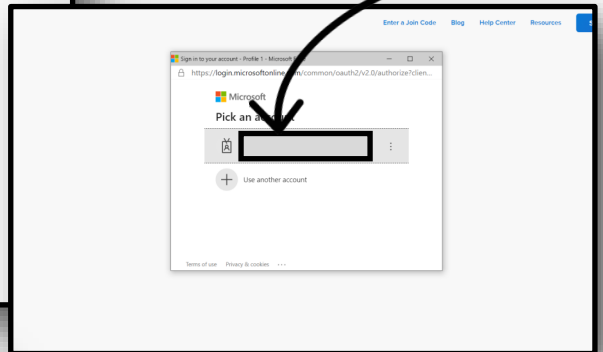 Enter a Join Code Blog Help Center Resources
Sign in to your account - Profile 1 - Microsoft
https://login.microsoftonline. /common/oauth2/v2.0/authorize?clien...
Microsoft
Pick an account
Use another account
Terms of use Privacy & cookies ...